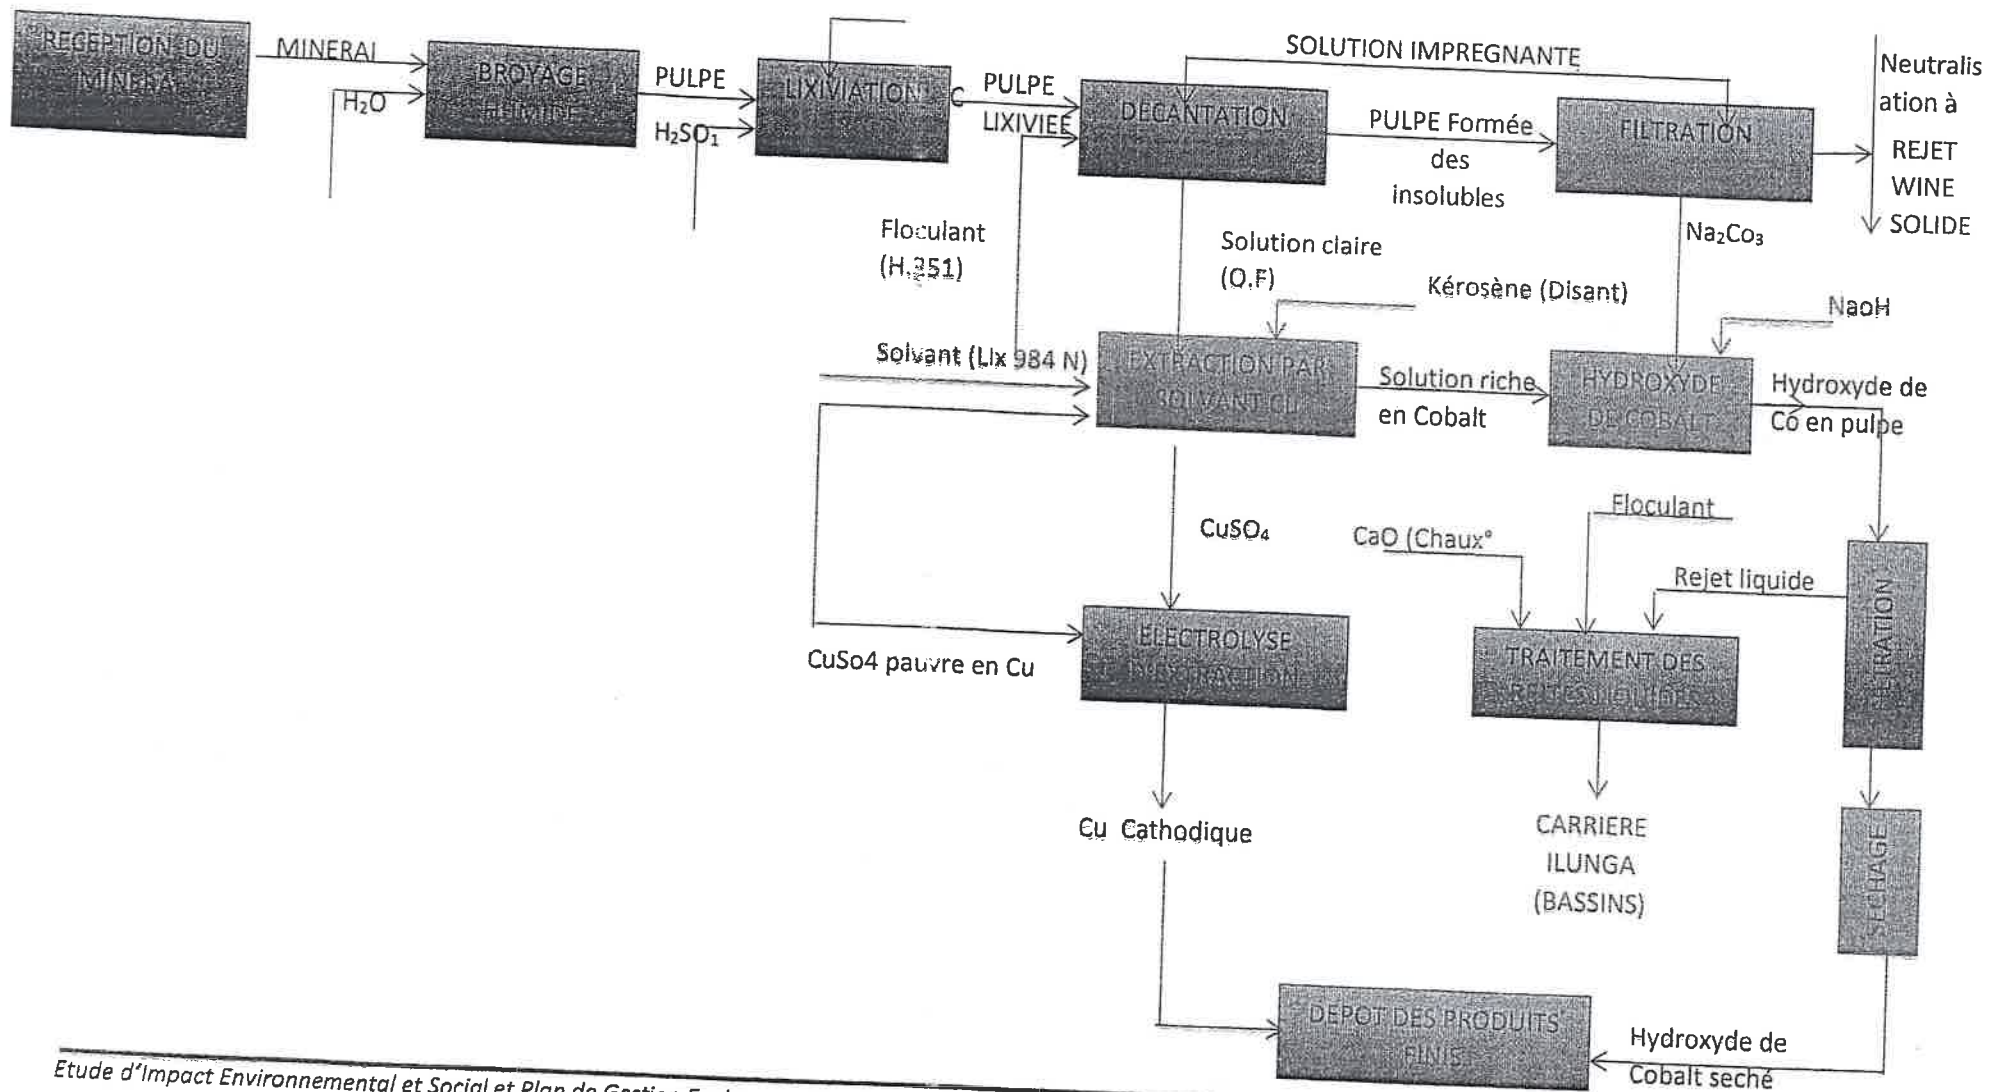 RECEPTION DU
MINERAI
MINERAI
H₂O
BROYAGE
HUMIDE
PULPE
H₂SO₁
LIXIVIATION
C
PULPE
LIXIVIEE
DECANTATION
SOLUTION IMPREGNANTE
PULPE Formée
des
insolubles
FILTRATION
Neutralis
ation à
REJET
WINE
SOLIDE
Floculant
(H.351)
Solution claire
(O.F)
Na₂Co₃
Kérosène (Disant)
NaoH
Solvant (Lix 984 N)
EXTRACTION PAR
SOLVANT CU
Solution riche
en Cobalt
HYDROXYDE
DE COBALT
Hydroxyde de
Co en pulpe
CuSO₄
CaO (Chaux°
Floculant
Rejet liquide
FILTRATION
CuSo4 pauvre en Cu
ELECTROLYSE
D'EXTRACTION
TRAITEMENT DES
LIQUIDES
Cu Cathodique
CARRIERE
ILUNGA
(BASSINS)
SECHAGE
DEPOT DES PRODUITS
FINIS
Hydroxyde de
Cobalt seché
Etude d'Impact Environnemental et Social et Plan de Gestion